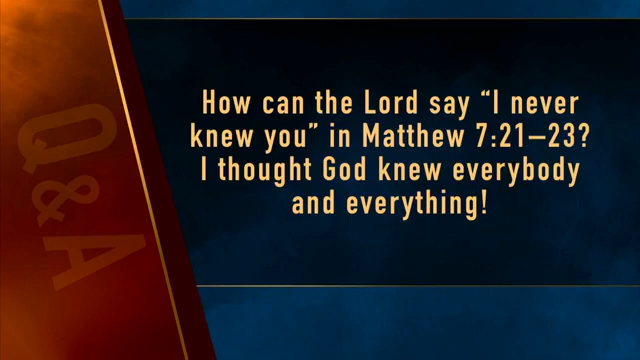 Q&A
How can the Lord say “I never
knew you” in Matthew 7:21–23?
I thought God knew everybody
and everything!